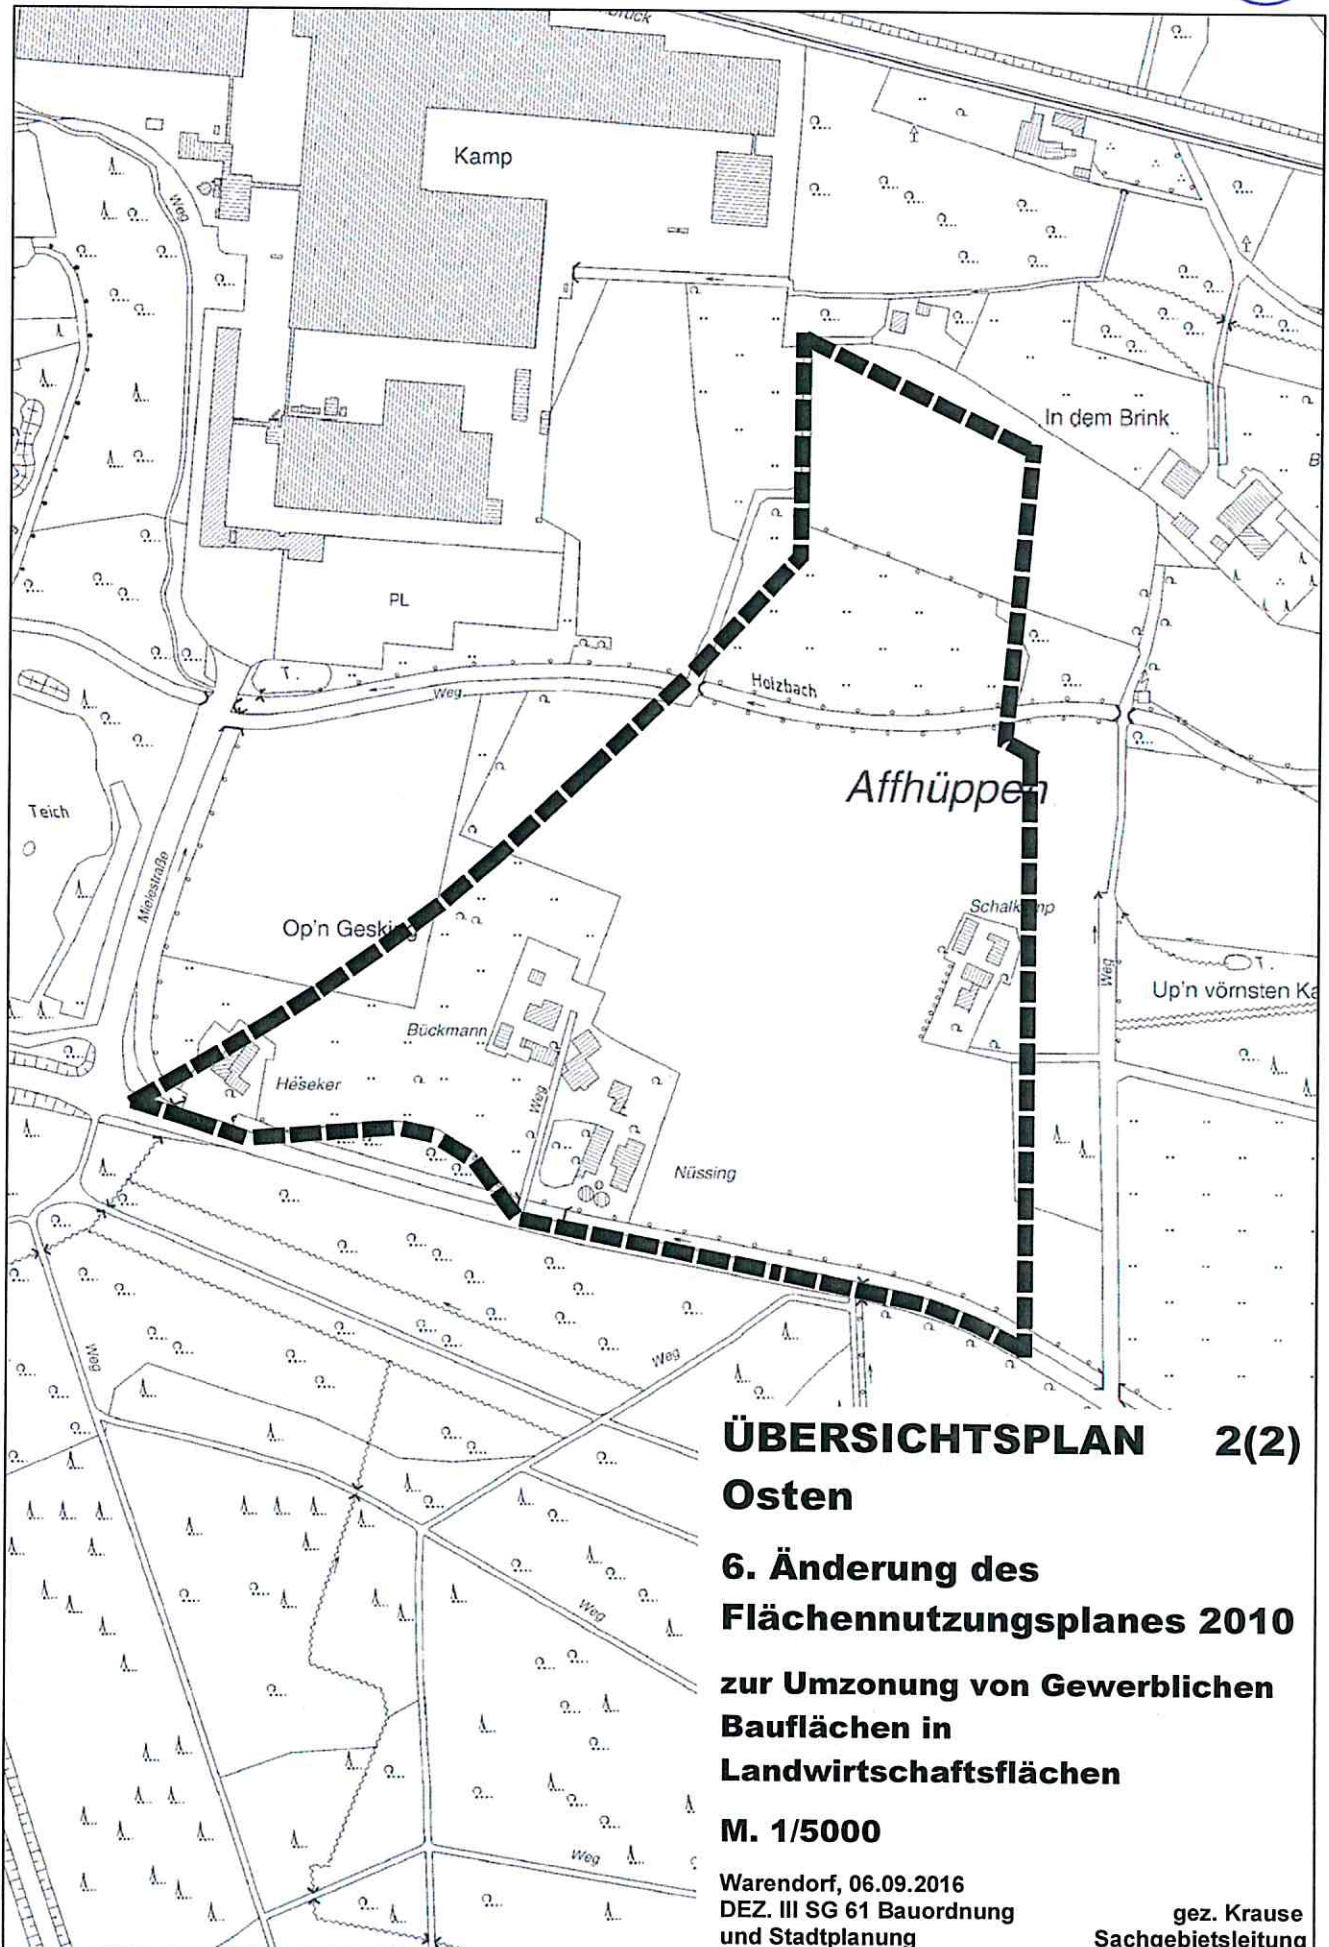 Kamp
Weg
In dem Brink
PL
T.
Weg
Holzbach
Affhüppen
Teich
Mielestraße
Op'n Gesking
Schalkamp
Weg
T.
Up'n vörnsten Ka
Bückmann
Heseker
Weg
Nüssing
Weg
Weg
Weg
Weg
ÜBERSICHTSPLAN 2(2)
Osten
6. Änderung des
Flächennutzungsplanes 2010
zur Umzonung von Gewerblichen
Bauflächen in
Landwirtschaftsflächen
M. 1/5000
Warendorf, 06.09.2016
DEZ. III SG 61 Bauordnung
und Stadtplanung
gez. Krause
Sachgebietsleitung